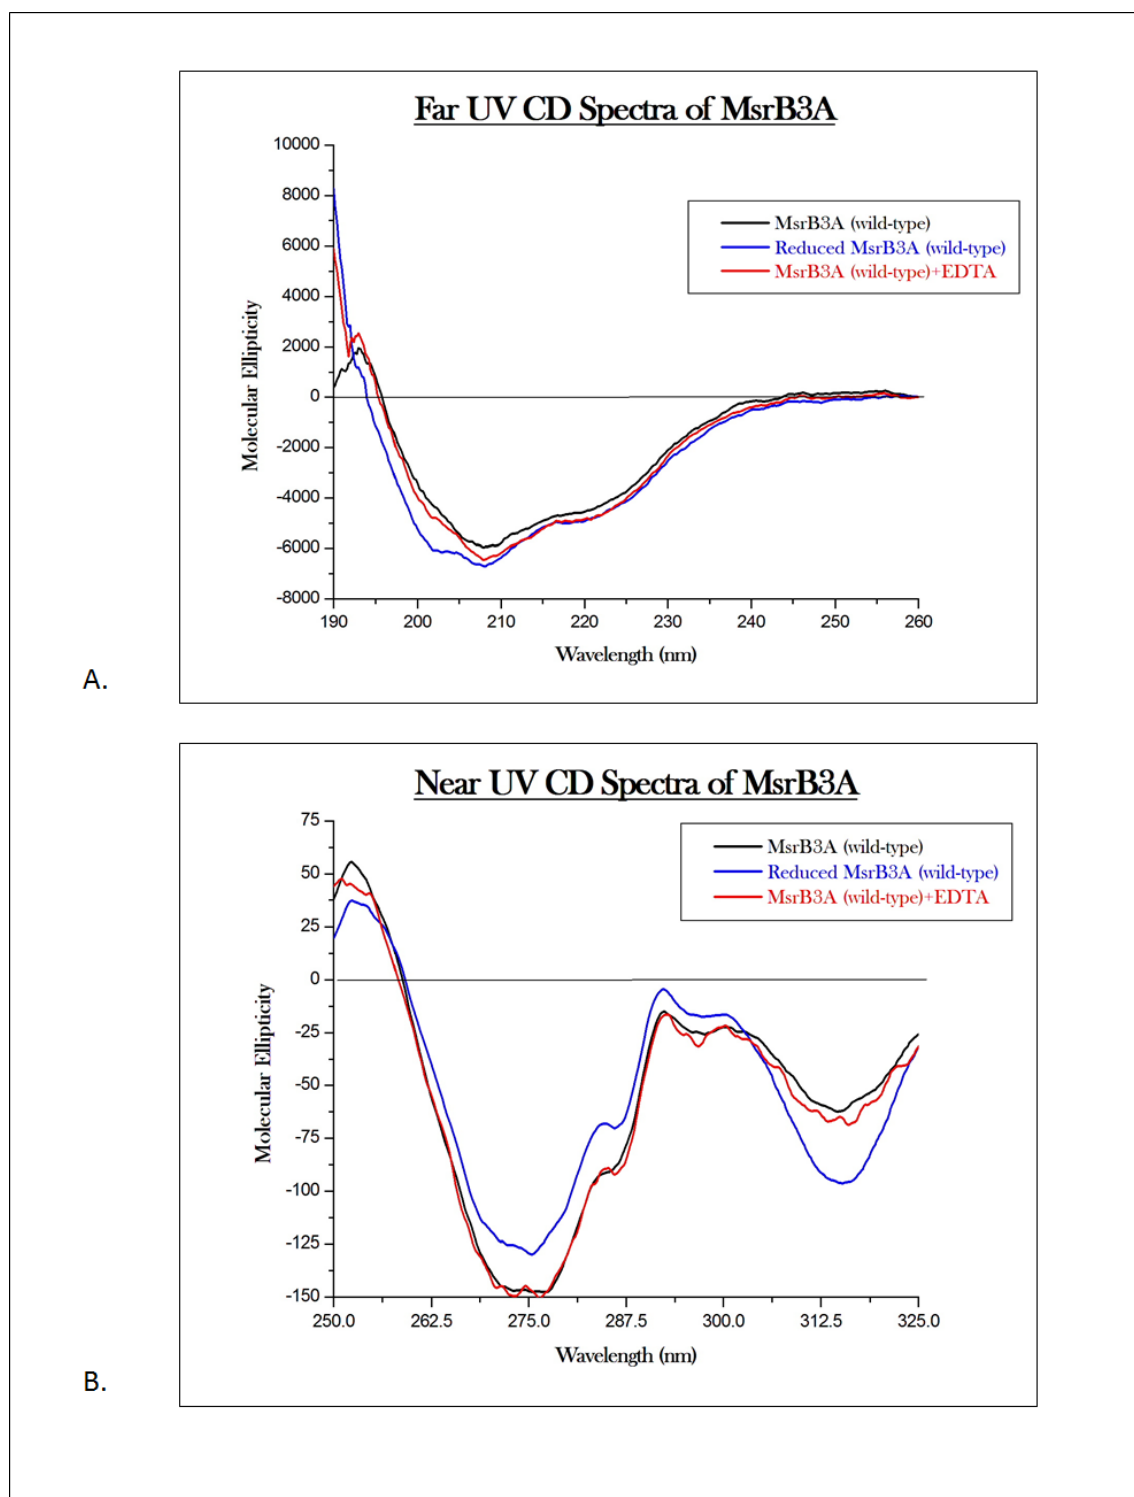 Far UV CD Spectra of MsrB3A
10000
8000
6000
4000
2000
0
-2000
-4000
-6000
-8000
Molecular Ellipticity
MsrB3A (wild-type)
Reduced MsrB3A (wild-type)
MsrB3A (wild-type)+EDTA
190 200 210 220 230 240 250 260
Wavelength (nm)
A.
Near UV CD Spectra of MsrB3A
75
50
25
0
-25
-50
-75
-100
-125
-150
Molecular Ellipticity
MsrB3A (wild-type)
Reduced MsrB3A (wild-type)
MsrB3A (wild-type)+EDTA
250.0 262.5 275.0 287.5 300.0 312.5 325.0
Wavelength (nm)
B.